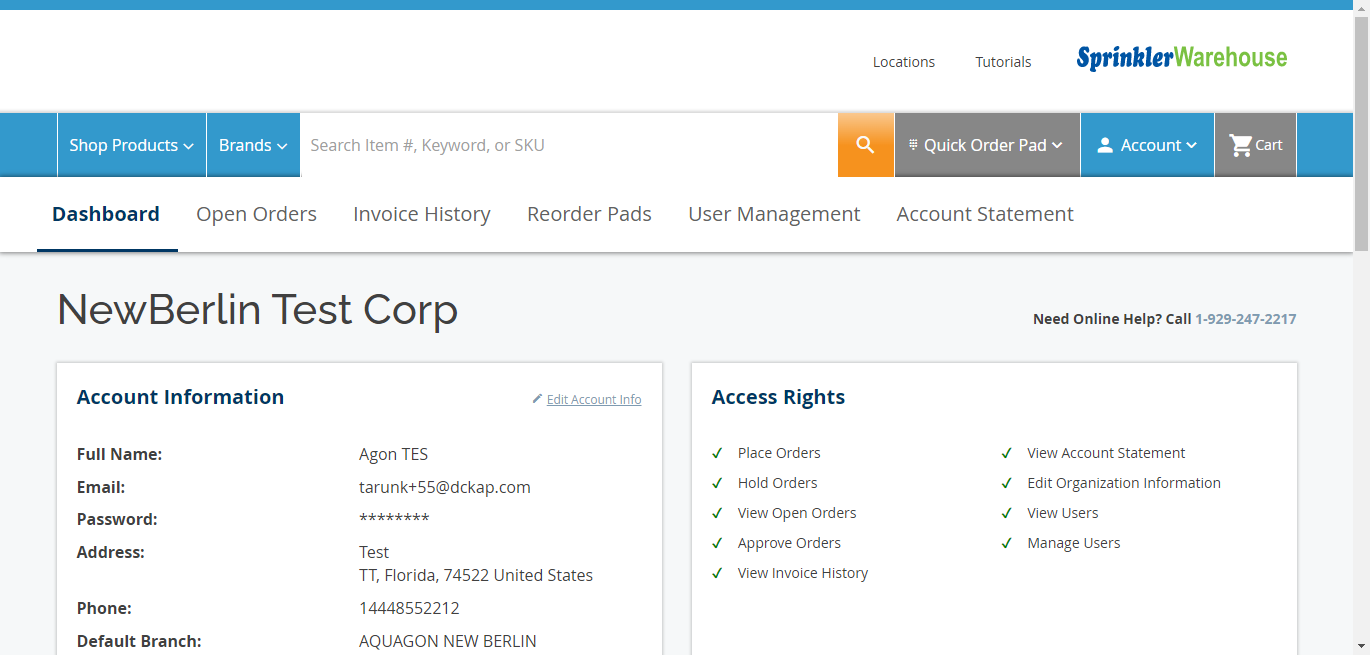 Locations Tutorials SprinklerWarehouse
Shop Products Brands Search Item #, Keyword, or SKU Quick Order Pad Account Cart
Dashboard Open Orders Invoice History Reorder Pads User Management Account Statement
NewBerlin Test Corp
Need Online Help? Call 1-929-247-2217
Account Information Edit Account Info
Full Name: Agon TES
Email: tarunk+55@dckap.com
Password: ********
Address: Test
TT, Florida, 74522 United States
Phone: 14448552212
Default Branch: AQUAGON NEW BERLIN
Access Rights
Place Orders
Hold Orders
View Open Orders
Approve Orders
View Invoice History
View Account Statement
Edit Organization Information
View Users
Manage Users